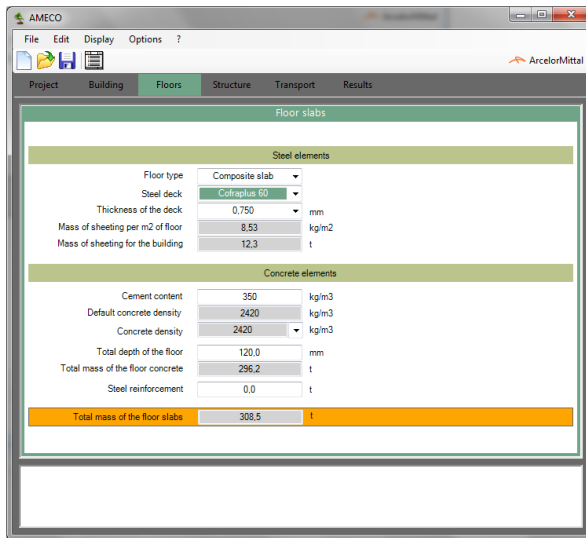 AMECO
File Edit Display Options ?
ArcelorMittal
Project Building Floors Structure Transport Results
Floor slabs
Steel elements
Floor type Composite slab
Steel deck Cofraplus 60
Thickness of the deck 0,750 mm
Mass of sheeting per m2 of floor 8,53 kg/m2
Mass of sheeting for the building 12,3 t
Concrete elements
Cement content 350 kg/m3
Default concrete density 2420 kg/m3
Concrete density 2420 kg/m3
Total depth of the floor 120,0 mm
Total mass of the floor concrete 296,2 t
Steel reinforcement 0,0 t
Total mass of the floor slabs 308,5 t